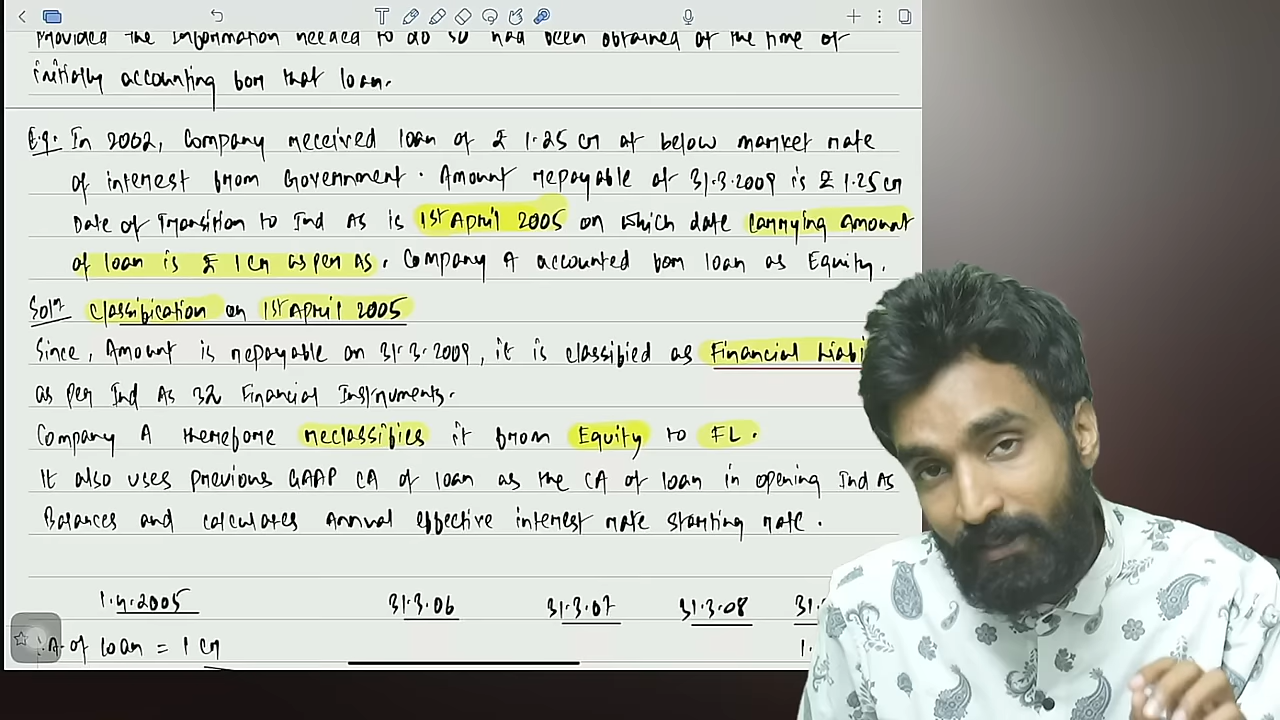 Provided the Information needed to do so had been obtained at the time of
initially accounting for that loan.
E.g. In 2002, Company received loan of ₹ 1.25 cr at below market rate
of interest from Government. Amount repayable at 31.3.2009 is ₹ 1.25 cr
Date of Transition to Ind As is 1st April 2005 on which date carrying Amount
of loan is ₹ 1 cr as per AS. Company A accounted for loan as Equity.
Solⁿ Classification on 1st April 2005
Since, Amount is repayable on 31.3.2009, it is classified as Financial Liabi
as per Ind As 32 Financial Instruments.
Company A therefore reclassifies it from Equity to FL.
It also uses previous GAAP CA of loan as the CA of loan in opening Ind AS
Balances and calculates Annual effective interest rate starting rate.
1.4.2005 31.3.06 31.3.07 31.3.08 31.
.A. of loan = 1 cr 1.